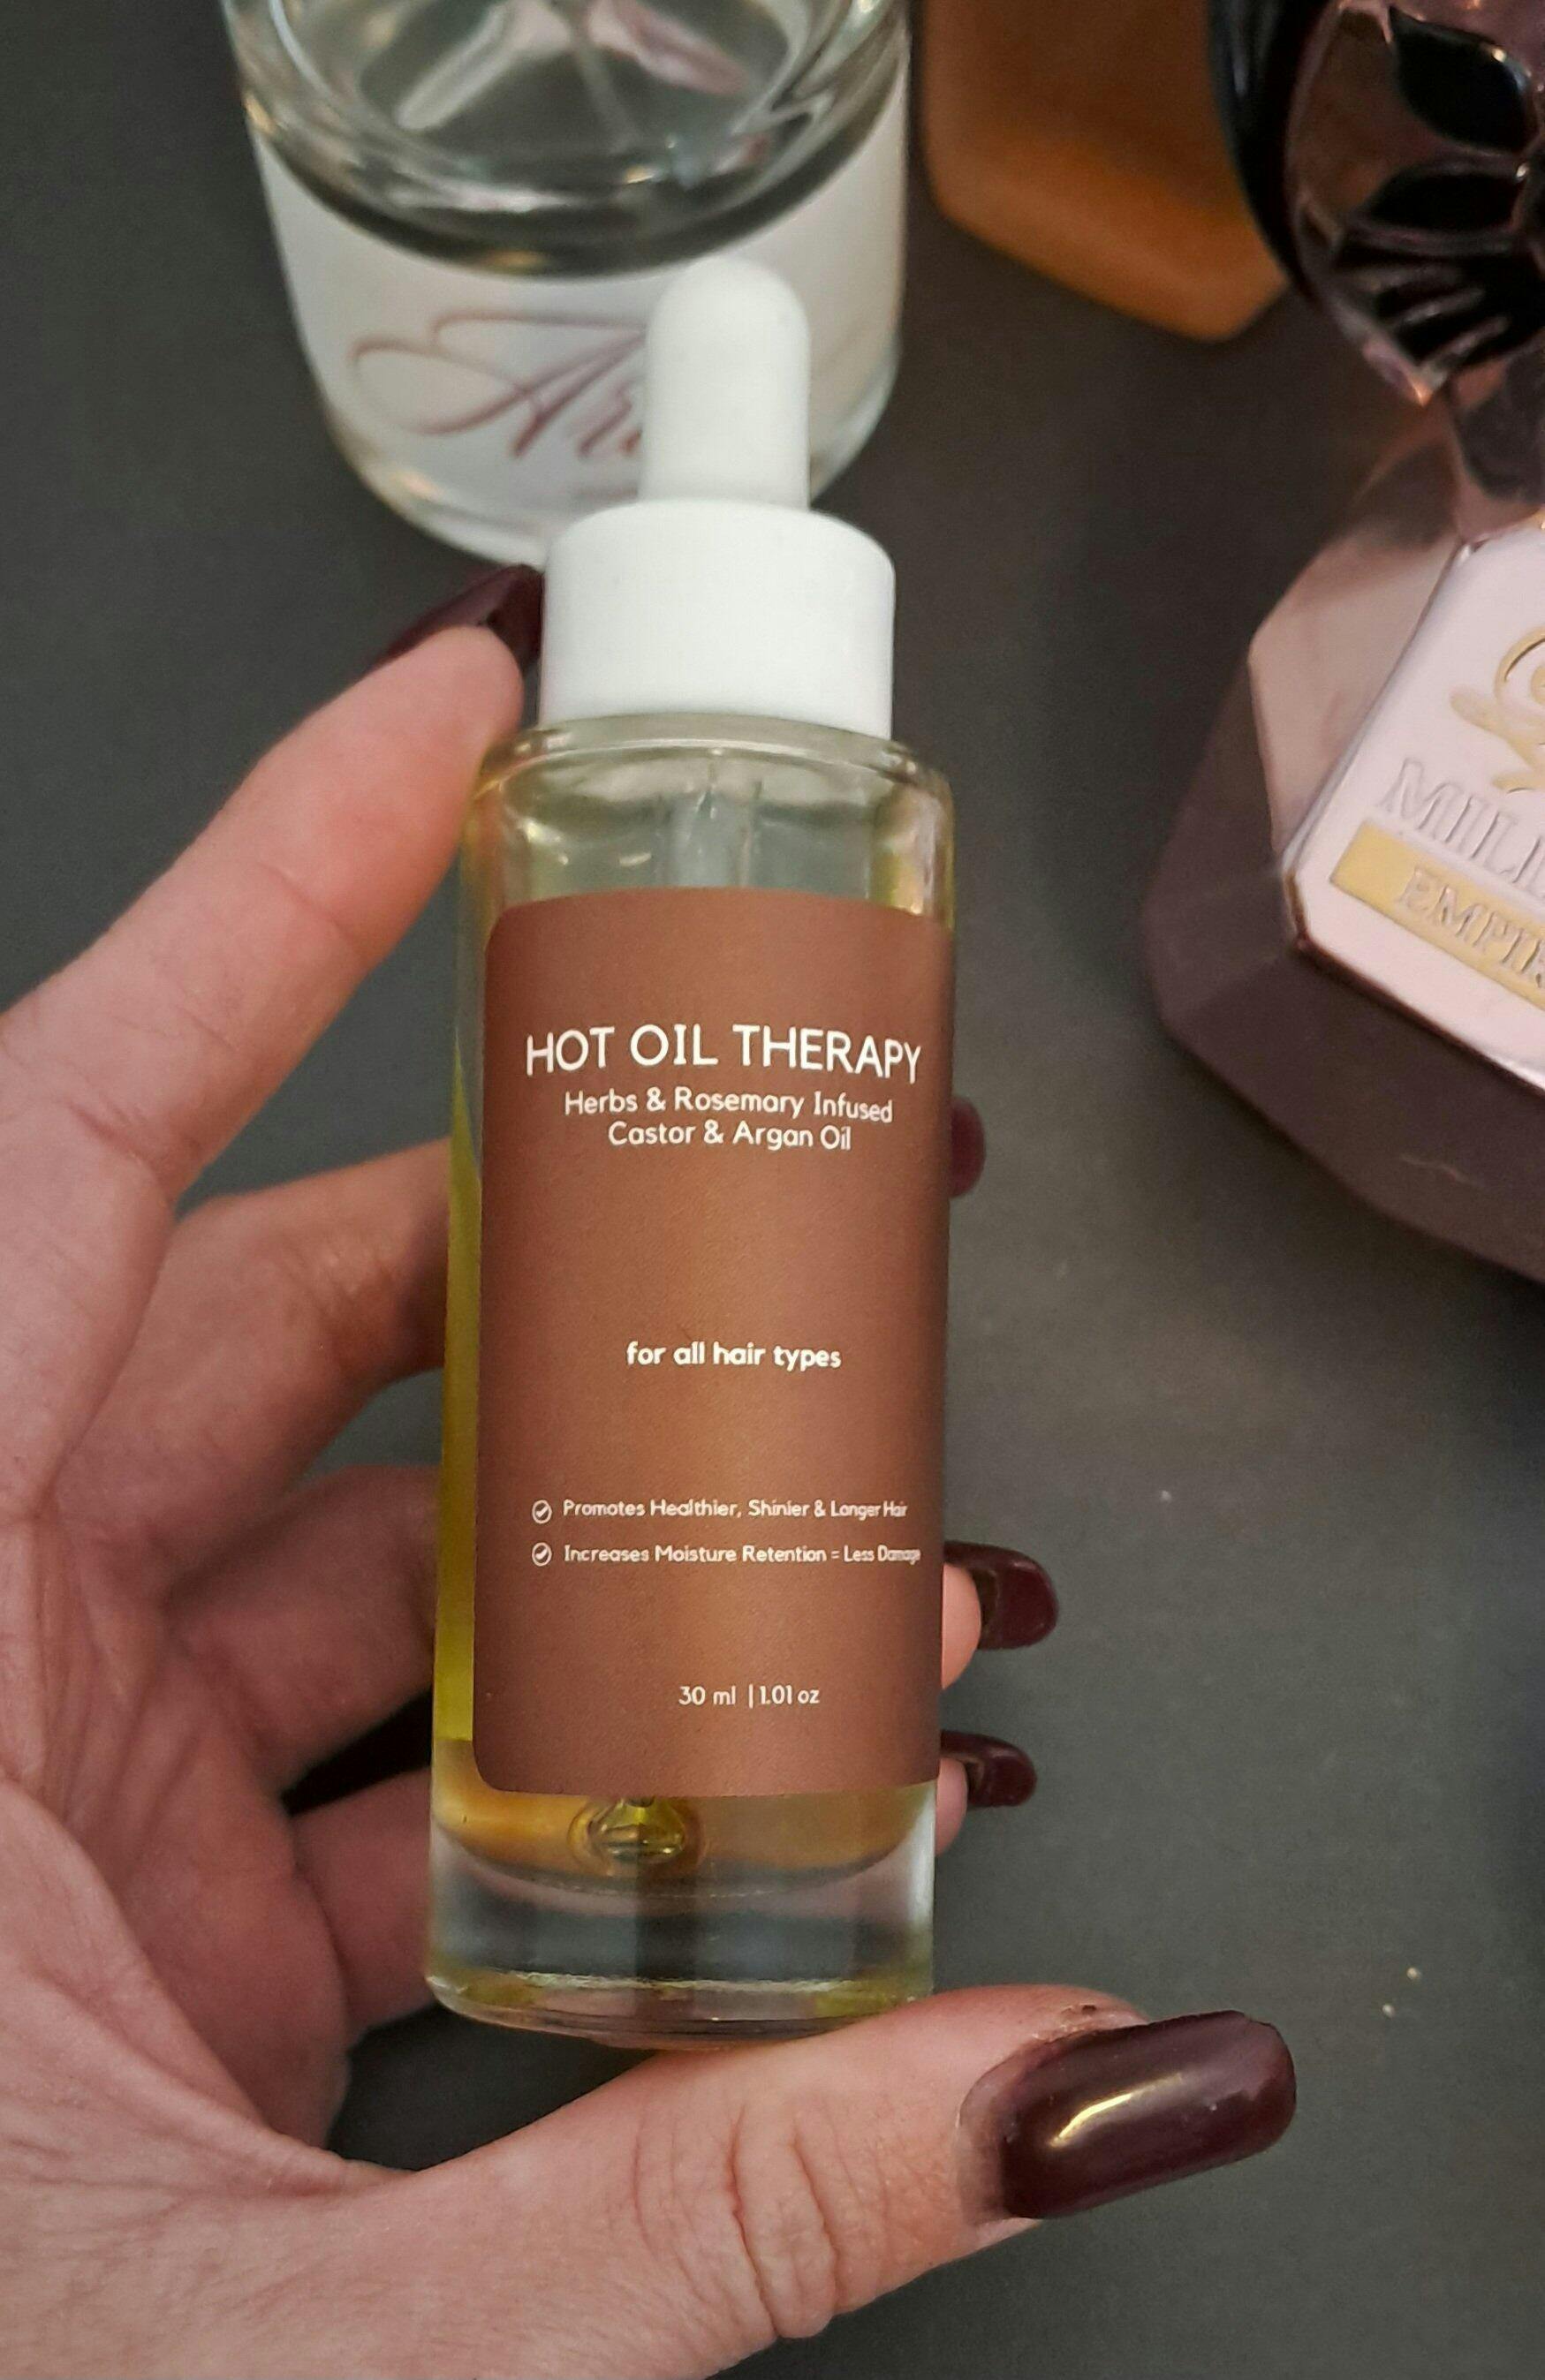 HOT OIL THERAPY
Herbs & Rosemary Infused
Castor & Argan Oil
for all hair types
Promotes Healthier, Shinier & Longer Hair
Increases Moisture Retention = Less Damage
30 ml | 1.01 oz